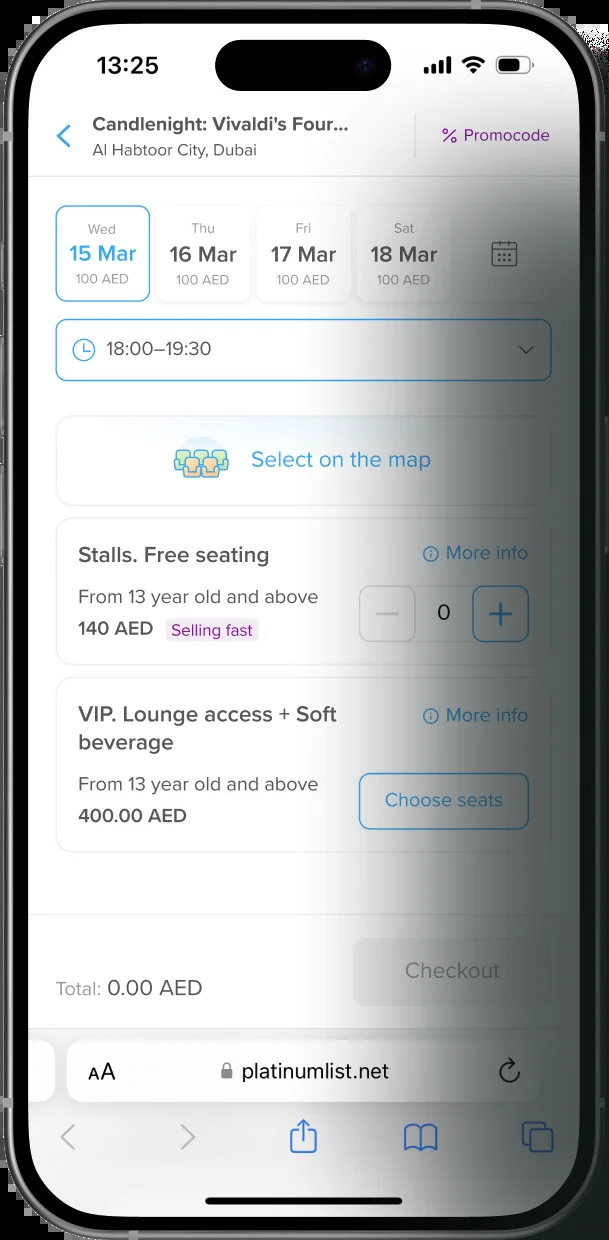 13:25
Candlenight: Vivaldi's Four...
Al Habtoor City, Dubai
Promocode
Wed
15 Mar
100 AED
Thu
16 Mar
100 AED
Fri
17 Mar
100 AED
Sat
18 Mar
100 AED
18:00–19:30
Select on the map
Stalls. Free seating
More info
From 13 year old and above
140 AED Selling fast
0
VIP. Lounge access + Soft
beverage
More info
From 13 year old and above
400.00 AED
Choose seats
Total: 0.00 AED
Checkout
AA platinumlist.net